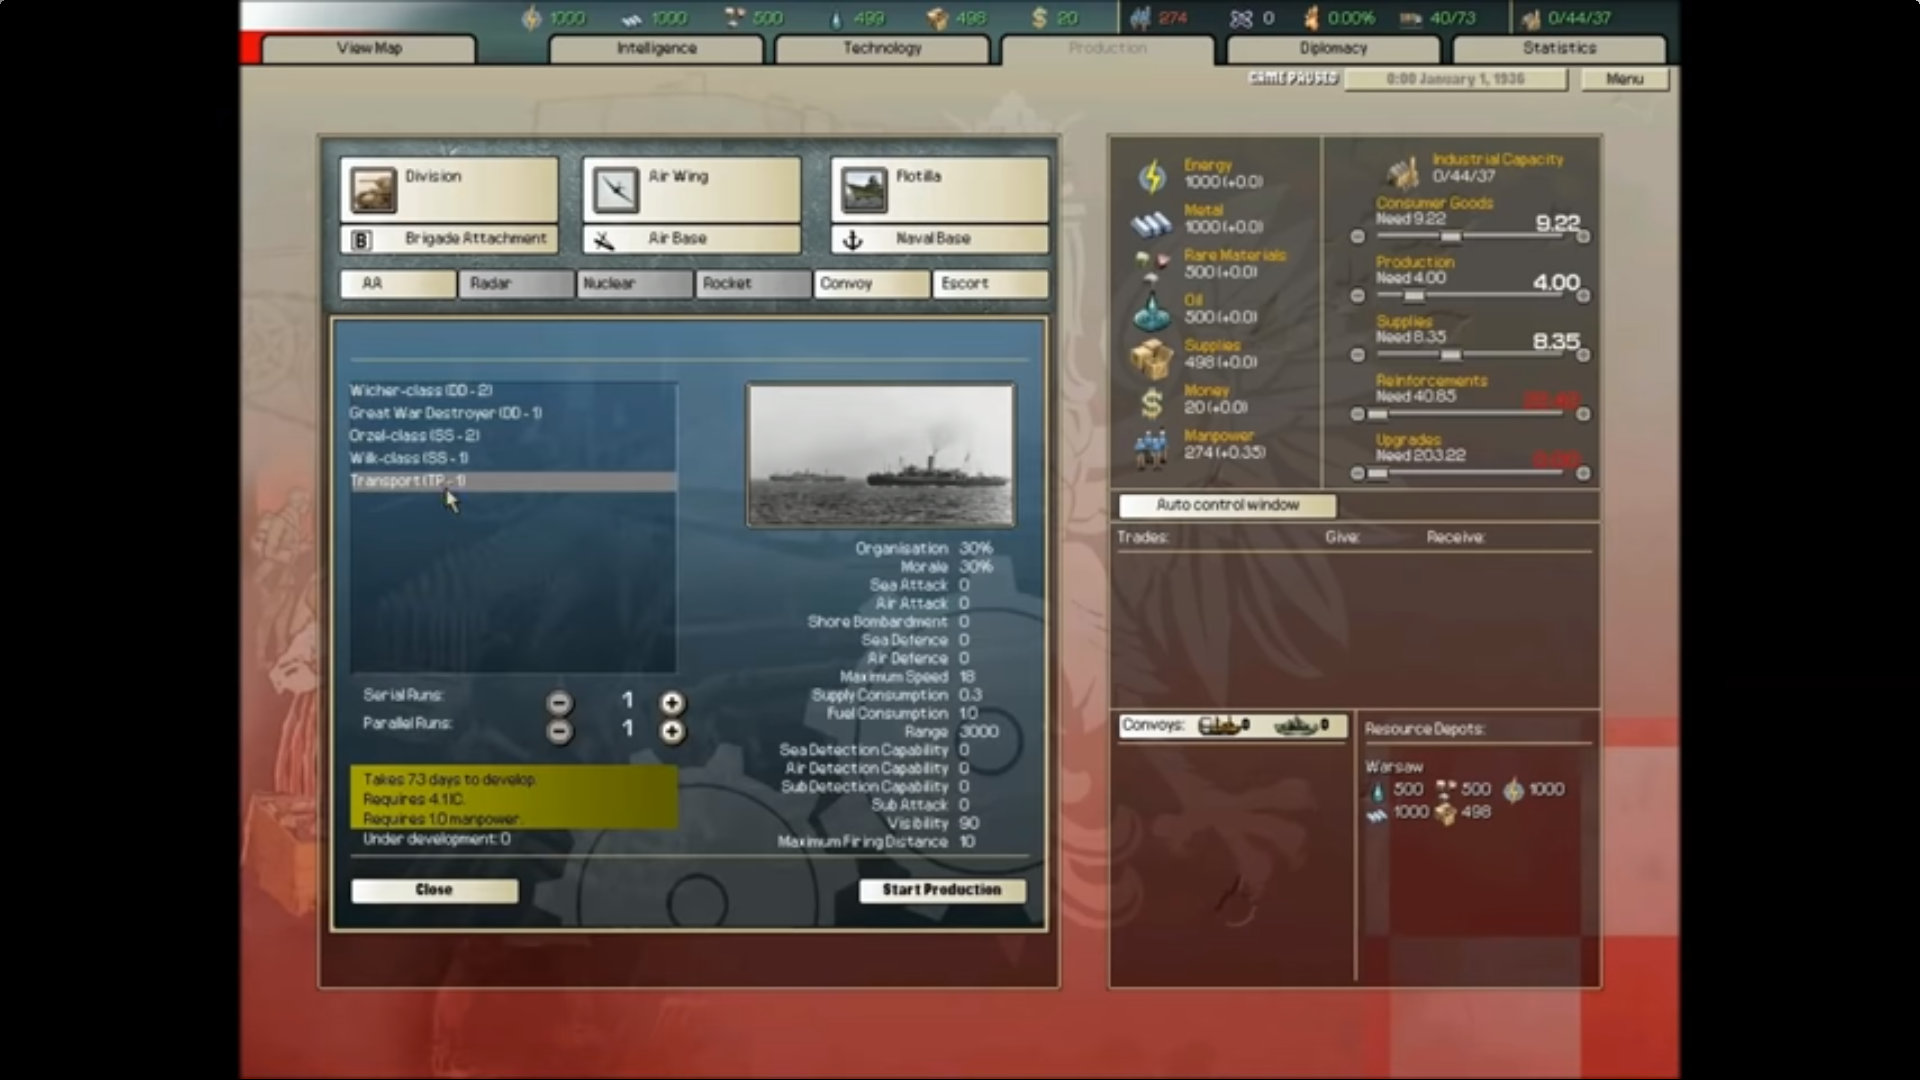 1000 1000 500 499 498 20 274 0 0.00% 40/73 0/44/37
View Map Intelligence Technology Production Diplomacy Statistics
GAME PAUSED 0:00 January 1, 1936 Menu
Division Air Wing Flotilla
B Brigade Attachment Air Base Naval Base
AA Radar Nuclear Rocket Convoy Escort
Wicher-class (DD - 2)
Great War Destroyer (DD - 1)
Orzel-class (SS - 2)
Wilk-class (SS - 1)
Transport (TP - 1)
Organisation 30%
Morale 30%
Sea Attack 0
Air Attack 0
Shore Bombardment 0
Sea Defence 0
Air Defence 0
Maximum Speed 18
Supply Consumption 0.3
Fuel Consumption 1.0
Range 3000
Sea Detection Capability 0
Air Detection Capability 0
Sub Detection Capability 0
Sub Attack 0
Visibility 90
Maximum Firing Distance 10
Serial Runs: 1
Parallel Runs: 1
Takes 73 days to develop.
Requires 4.1 IC.
Requires 1.0 manpower.
Under development: 0
Close Start Production
Energy
1000 (+0.0)
Metal
1000 (+0.0)
Rare Materials
500 (+0.0)
Oil
500 (+0.0)
Supplies
498 (+0.0)
Money
20 (+0.0)
Manpower
274 (+0.35)
Industrial Capacity
0/44/37
Consumer Goods
Need 9.22 9.22
Production
Need 4.00 4.00
Supplies
Need 8.35 8.35
Reinforcements
Need 40.85
Upgrades
Need 203.22
Auto control window
Trades: Give: Receive:
Convoys: 0 0
Resource Depots:
Warsaw
500 500 1000
1000 498